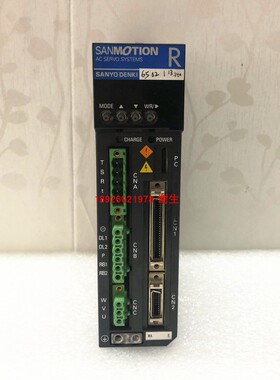 SANMOTION
AC SERVO SYSTEMS
R
SANYO DENKI
MODE ▲ ▼ WR/▶
CHARGE
POWER
T
S
R
t
r
CNA
PC
⊖
DL1
DL2
P
RB1
RB2
CNB
CN1
W
V
U
CNC
CN2